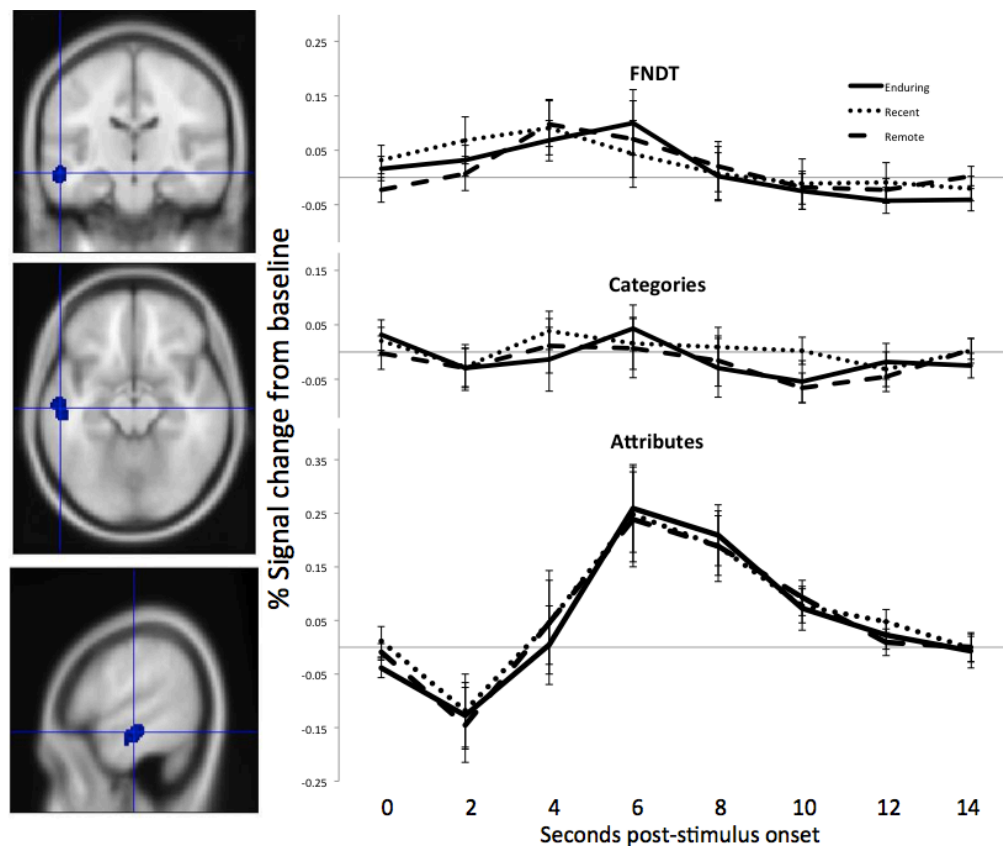 FNDT
Enduring
Recent
Remote
0.25
0.15
0.05
-0.05
Categories
0.15
0.05
-0.05
Attributes
0.35
0.25
0.15
0.05
-0.05
-0.15
-0.25
% Signal change from baseline
0 2 4 6 8 10 12 14
Seconds post-stimulus onset